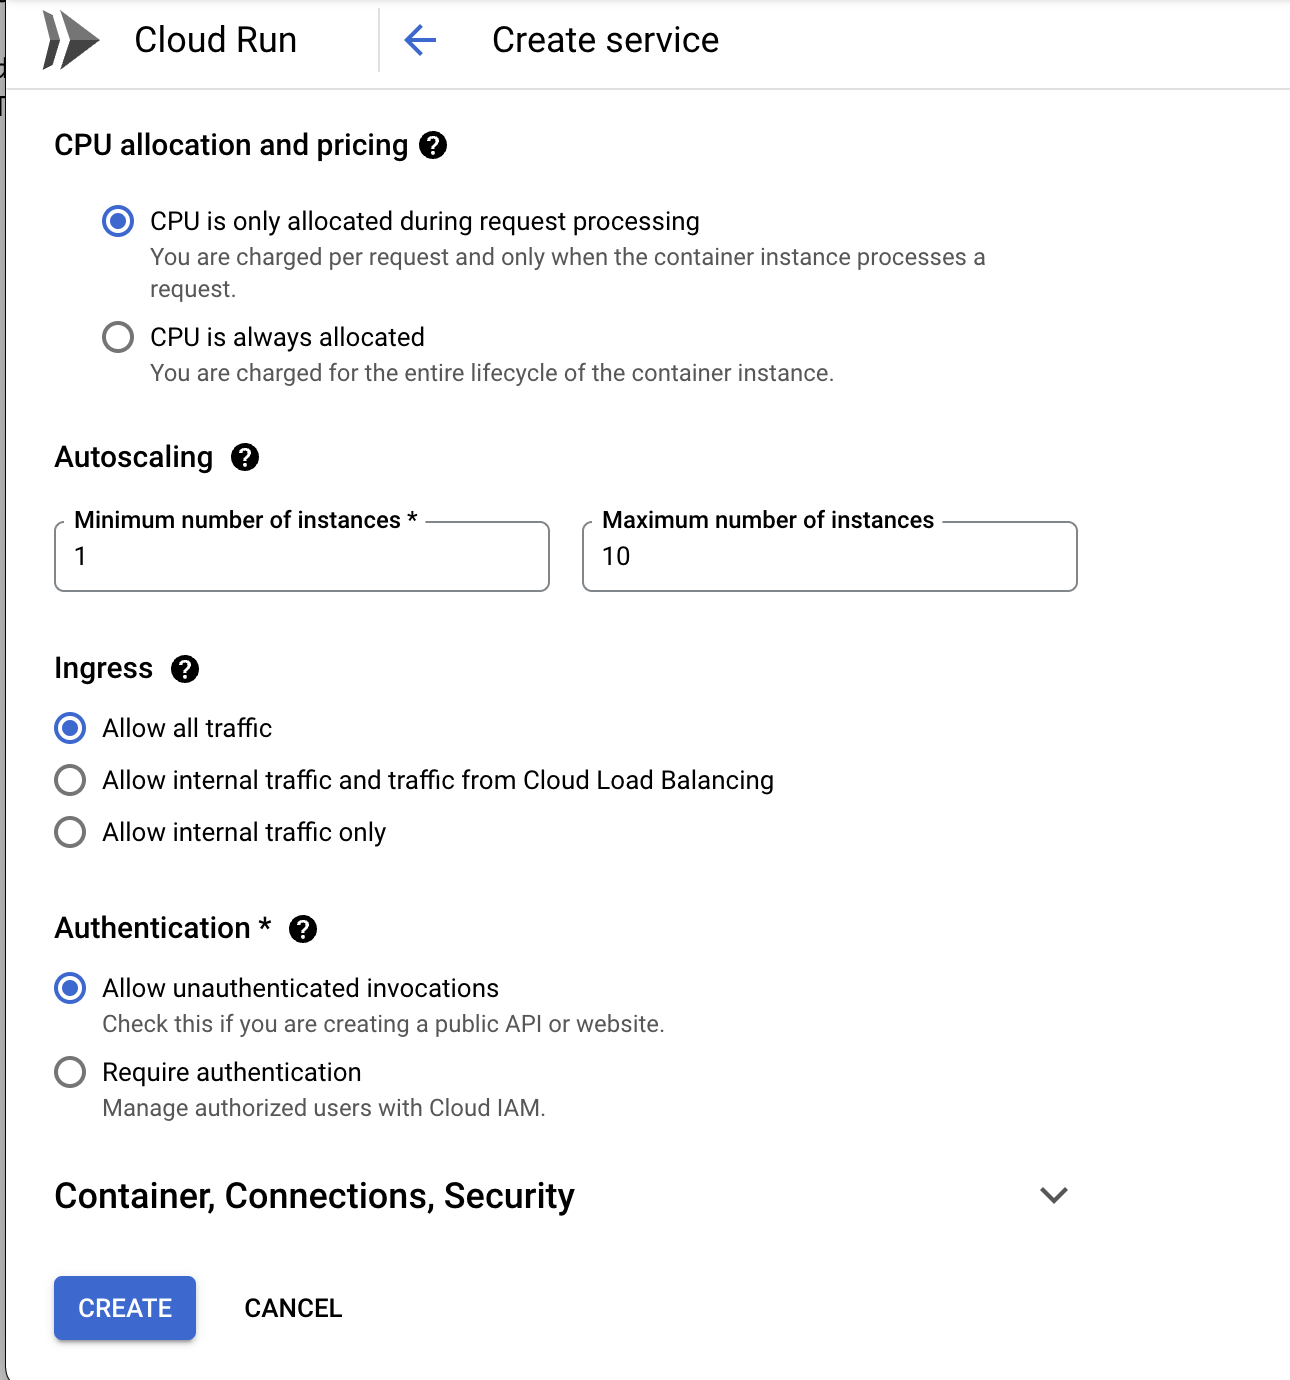 Cloud Run
Create service
CPU allocation and pricing
CPU is only allocated during request processing
You are charged per request and only when the container instance processes a
request.
CPU is always allocated
You are charged for the entire lifecycle of the container instance.
Autoscaling
Minimum number of instances *
Maximum number of instances
1
10
Ingress
Allow all traffic
Allow internal traffic and traffic from Cloud Load Balancing
Allow internal traffic only
Authentication *
Allow unauthenticated invocations
Check this if you are creating a public API or website.
Require authentication
Manage authorized users with Cloud IAM.
Container, Connections, Security
CREATE
CANCEL